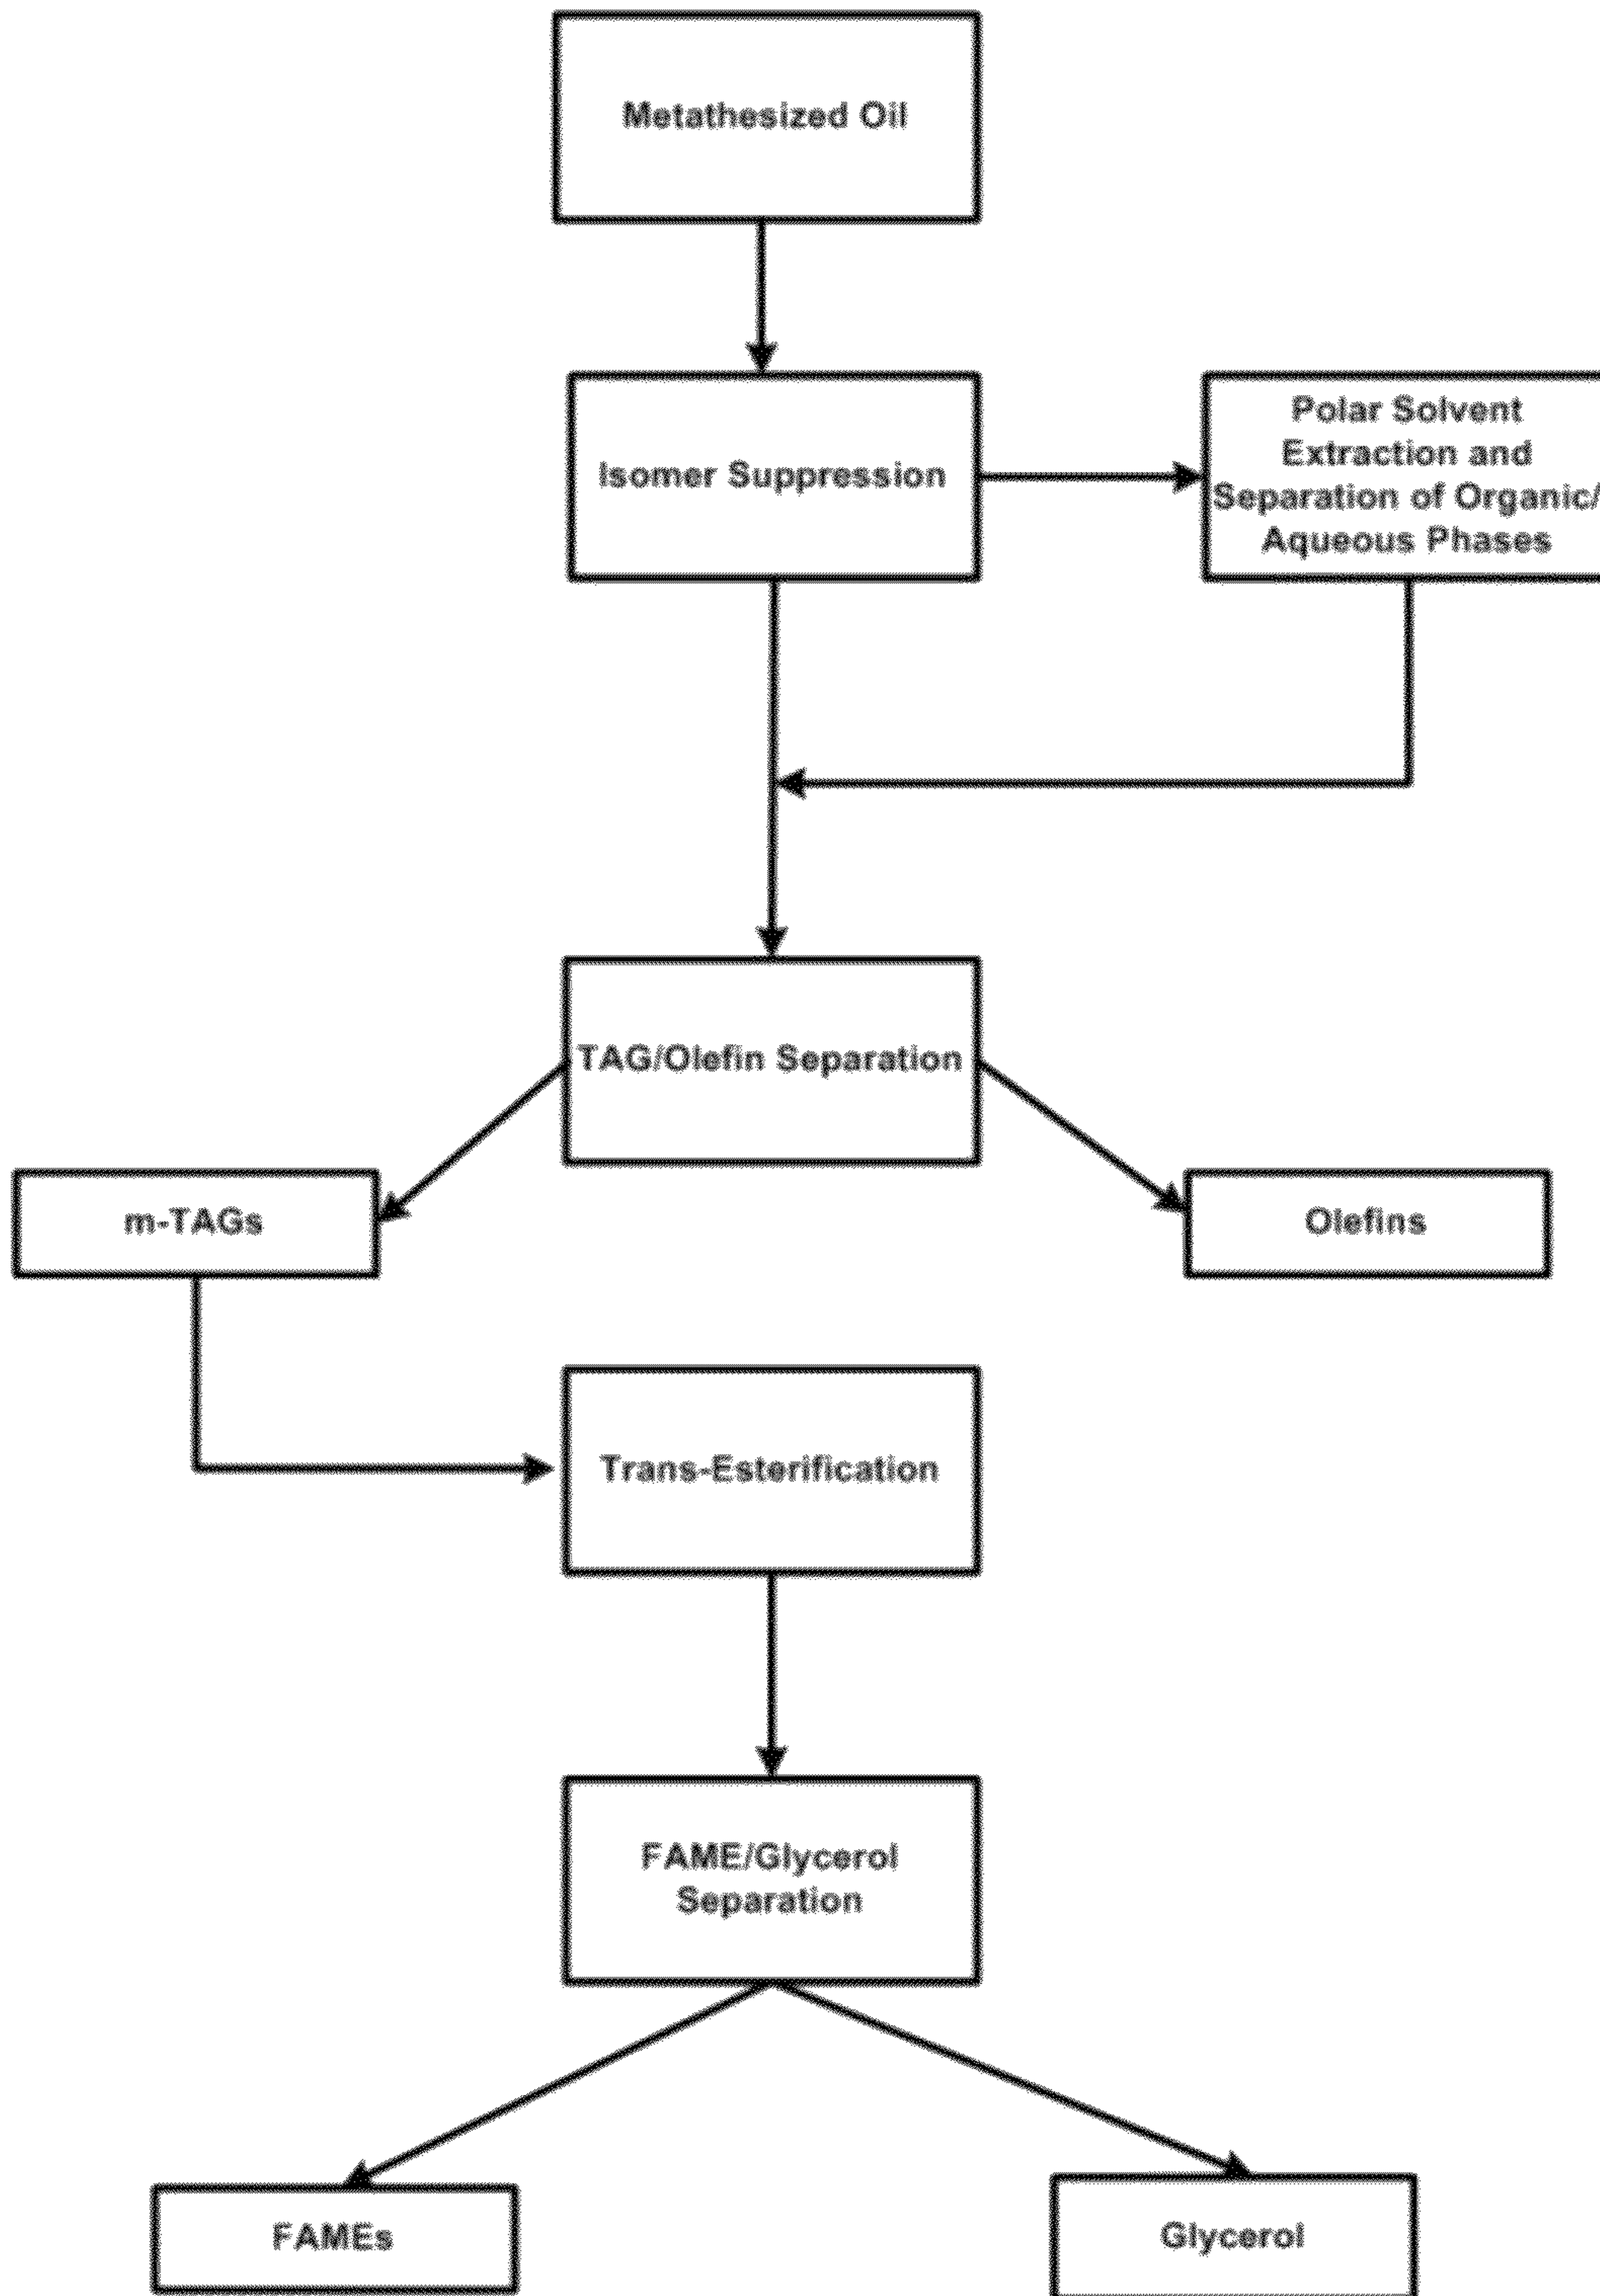 Metathesized Oil
Isomer Suppression
Polar Solvent
Extraction and
Separation of Organic/
Aqueous Phases
TAG/Olefin Separation
m-TAGs
Olefins
Trans-Esterification
FAME/Glycerol
Separation
FAMEs
Glycerol